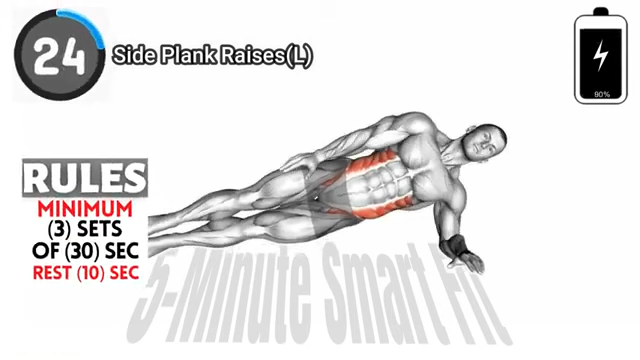 24
Side Plank Raises(L)
90%
RULES
MINIMUM
(3) SETS
OF (30) SEC
REST (10) SEC
5-Minute Smart Fit